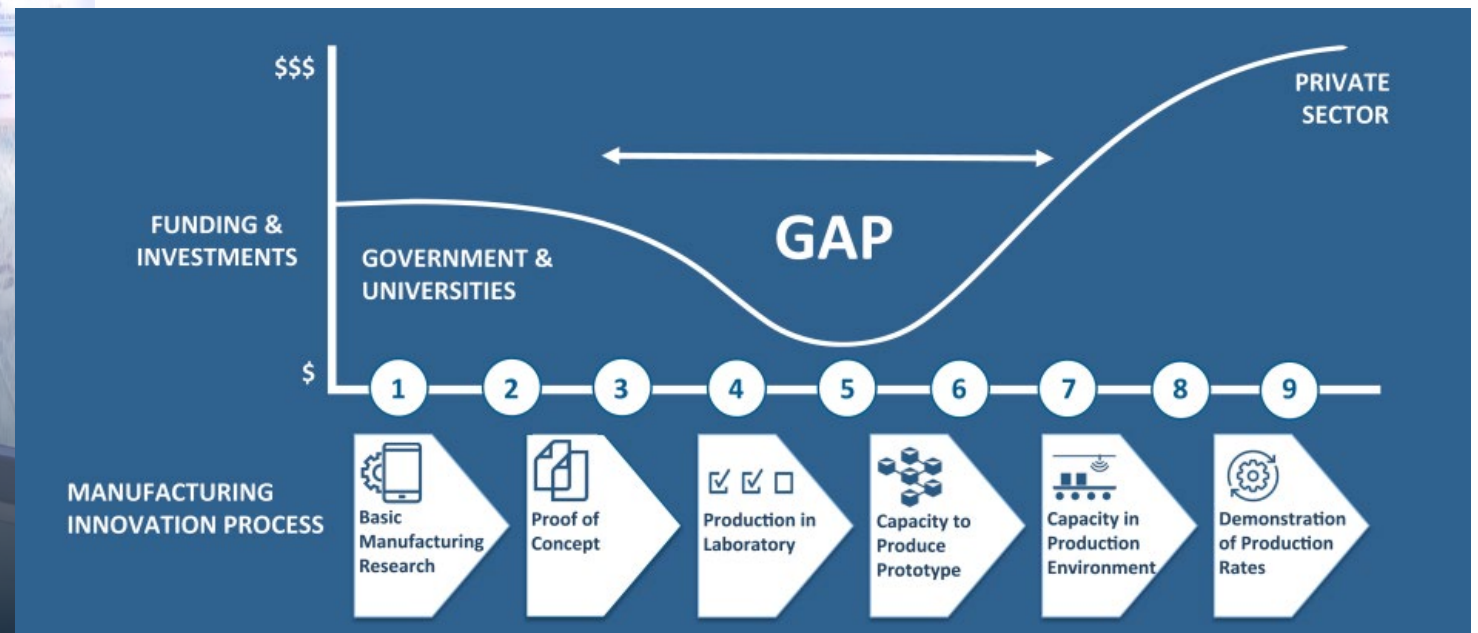 $$$
PRIVATE
SECTOR
FUNDING &
INVESTMENTS
GAP
GOVERNMENT &
UNIVERSITIES
$
1 2 3 4 5 6 7 8 9
MANUFACTURING
INNOVATION PROCESS
Basic
Manufacturing
Research
Proof of
Concept
Production in
Laboratory
Capacity to
Produce
Prototype
Capacity in
Production
Environment
Demonstration
of Production
Rates